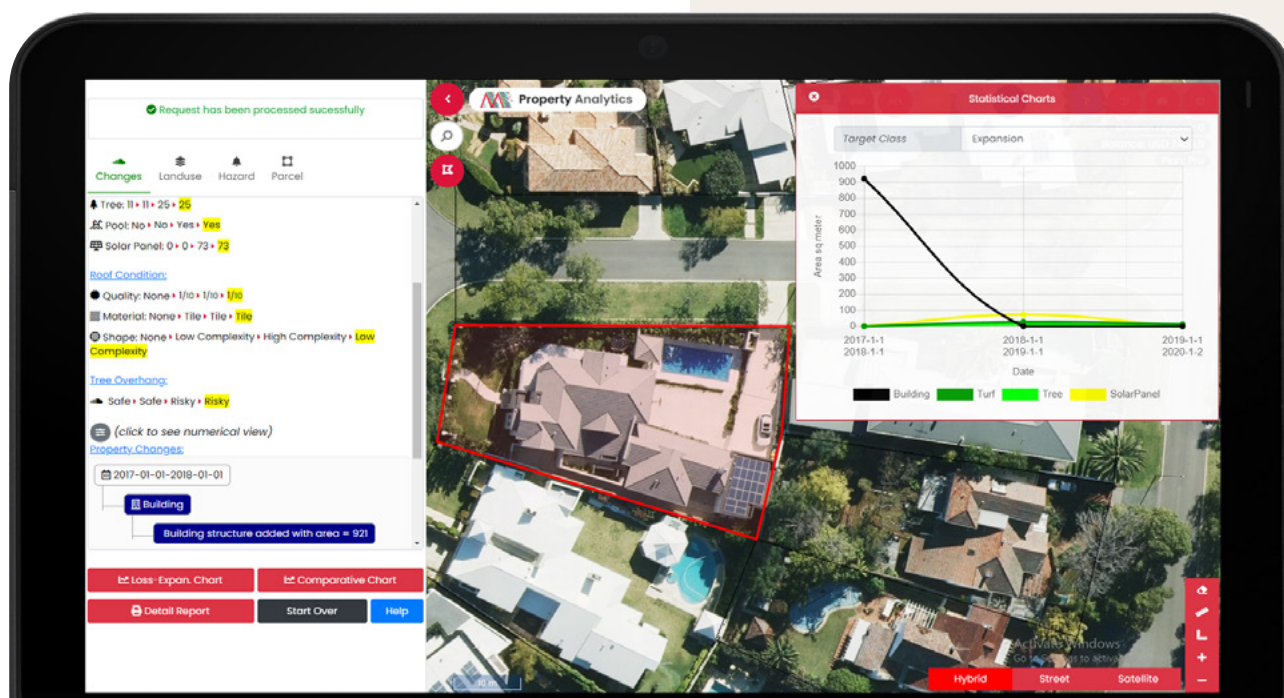 Request has been processed sucessfully
Changes Landuse Hazard Parcel
Tree: 11 ▸ 11 ▸ 25 ▸ 25
Pool: No ▸ No ▸ Yes ▸ Yes
Solar Panel: 0 ▸ 0 ▸ 73 ▸ 73
Roof Condition:
Quality: None ▸ 1/10 ▸ 1/10 ▸ 1/10
Material: None ▸ Tile ▸ Tile ▸ Tile
Shape: None ▸ Low Complexity ▸ High Complexity ▸ Low
Complexity
Tree Overhang:
Safe ▸ Safe ▸ Risky ▸ Risky
(click to see numerical view)
Property Changes:
2017-01-01-2018-01-01
Building
Building structure added with area = 921
Loss-Expan. Chart
Comparative Chart
Detail Report
Start Over
Help
Property Analytics
Statistical Charts
Target Class
Expansion
1000
900
800
700
600
500
400
300
200
100
0
Area sq meter
2017-1-1 2018-1-1 2019-1-1
2018-1-1 2019-1-1 2020-1-2
Date
Building Turf Tree SolarPanel
10 m
Activate Windows
Go to Settings to activate
Hybrid Street Satellite